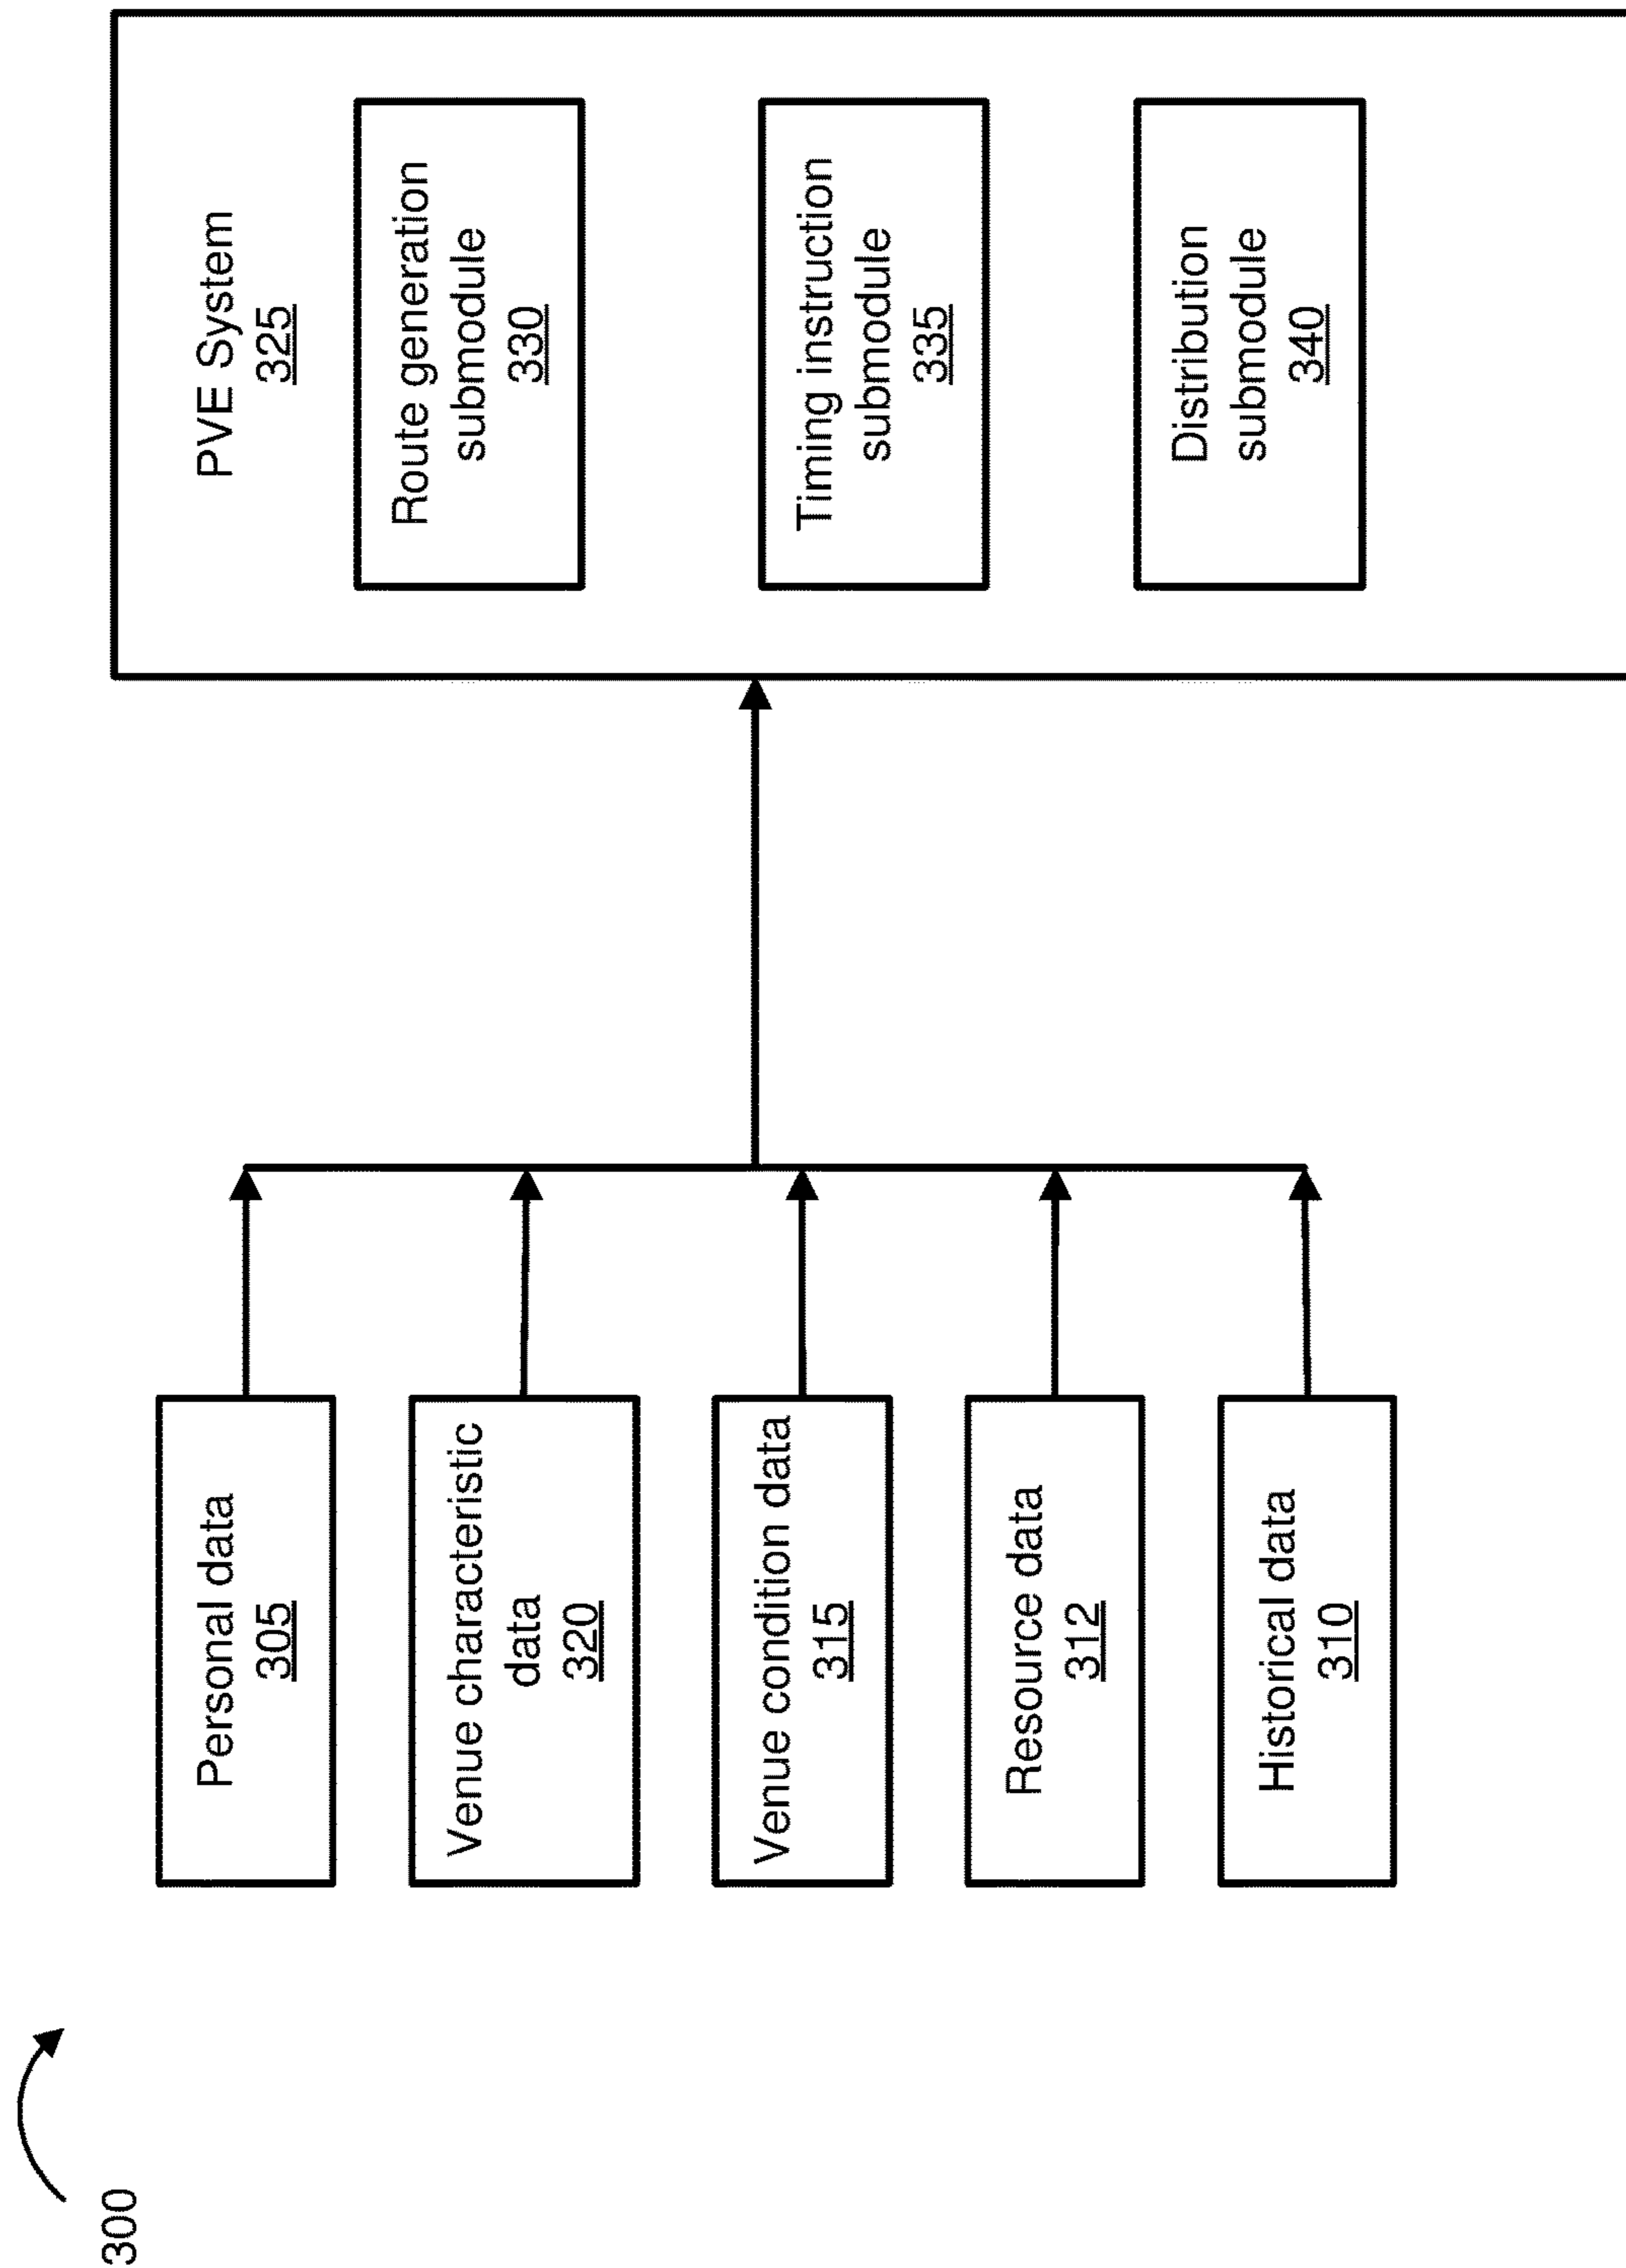 300
Personal data
305
Venue characteristic
data
320
Venue condition data
315
Resource data
312
Historical data
310
PVE System
325
Route generation
submodule
330
Timing instruction
submodule
335
Distribution
submodule
340